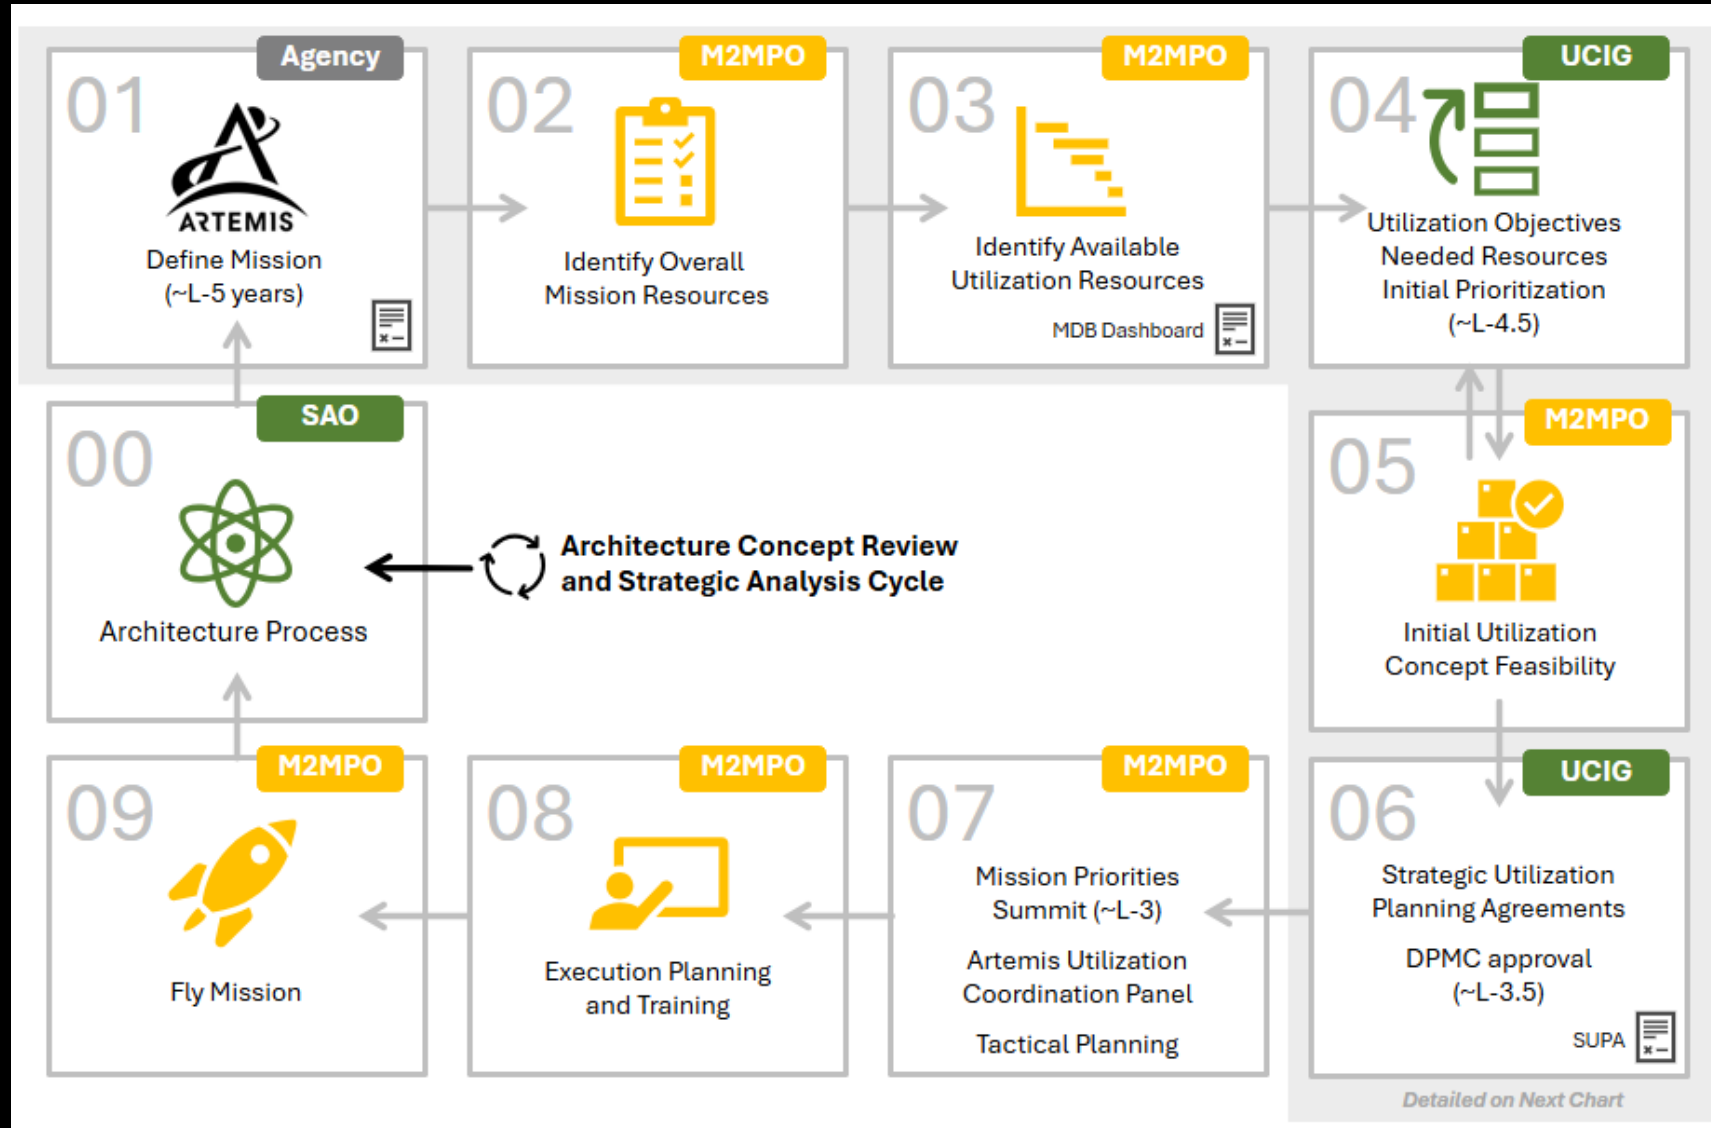 Agency
01
ARTEMIS
Define Mission
(~L-5 years)
M2MPO
02
Identify Overall
Mission Resources
M2MPO
03
Identify Available
Utilization Resources
MDB Dashboard
UCIG
04
Utilization Objectives
Needed Resources
Initial Prioritization
(~L-4.5)
SAO
00
Architecture Process
Architecture Concept Review
and Strategic Analysis Cycle
M2MPO
05
Initial Utilization
Concept Feasibility
M2MPO
09
Fly Mission
M2MPO
08
Execution Planning
and Training
M2MPO
07
Mission Priorities
Summit (~L-3)
Artemis Utilization
Coordination Panel
Tactical Planning
UCIG
06
Strategic Utilization
Planning Agreements
DPMC approval
(~L-3.5)
SUPA
Detailed on Next Chart